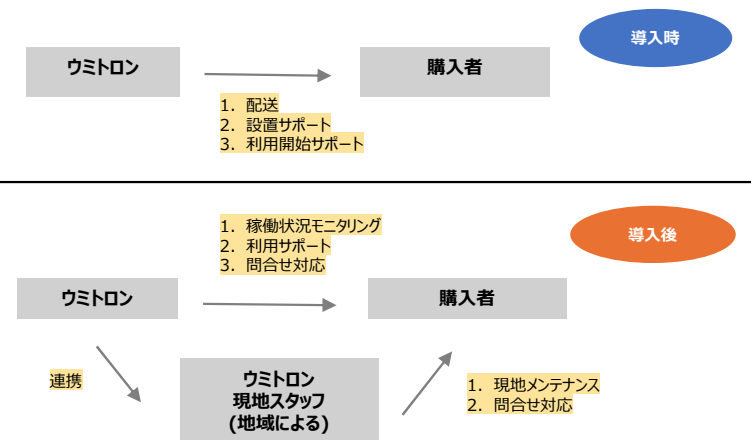 導入時
ウミトロン
購入者
1. 配送
2. 設置サポート
3. 利用開始サポート
導入後
1. 稼働状況モニタリング
2. 利用サポート
3. 問合せ対応
ウミトロン
購入者
連携
ウミトロン
現地スタッフ
(地域による)
1. 現地メンテナンス
2. 問合せ対応